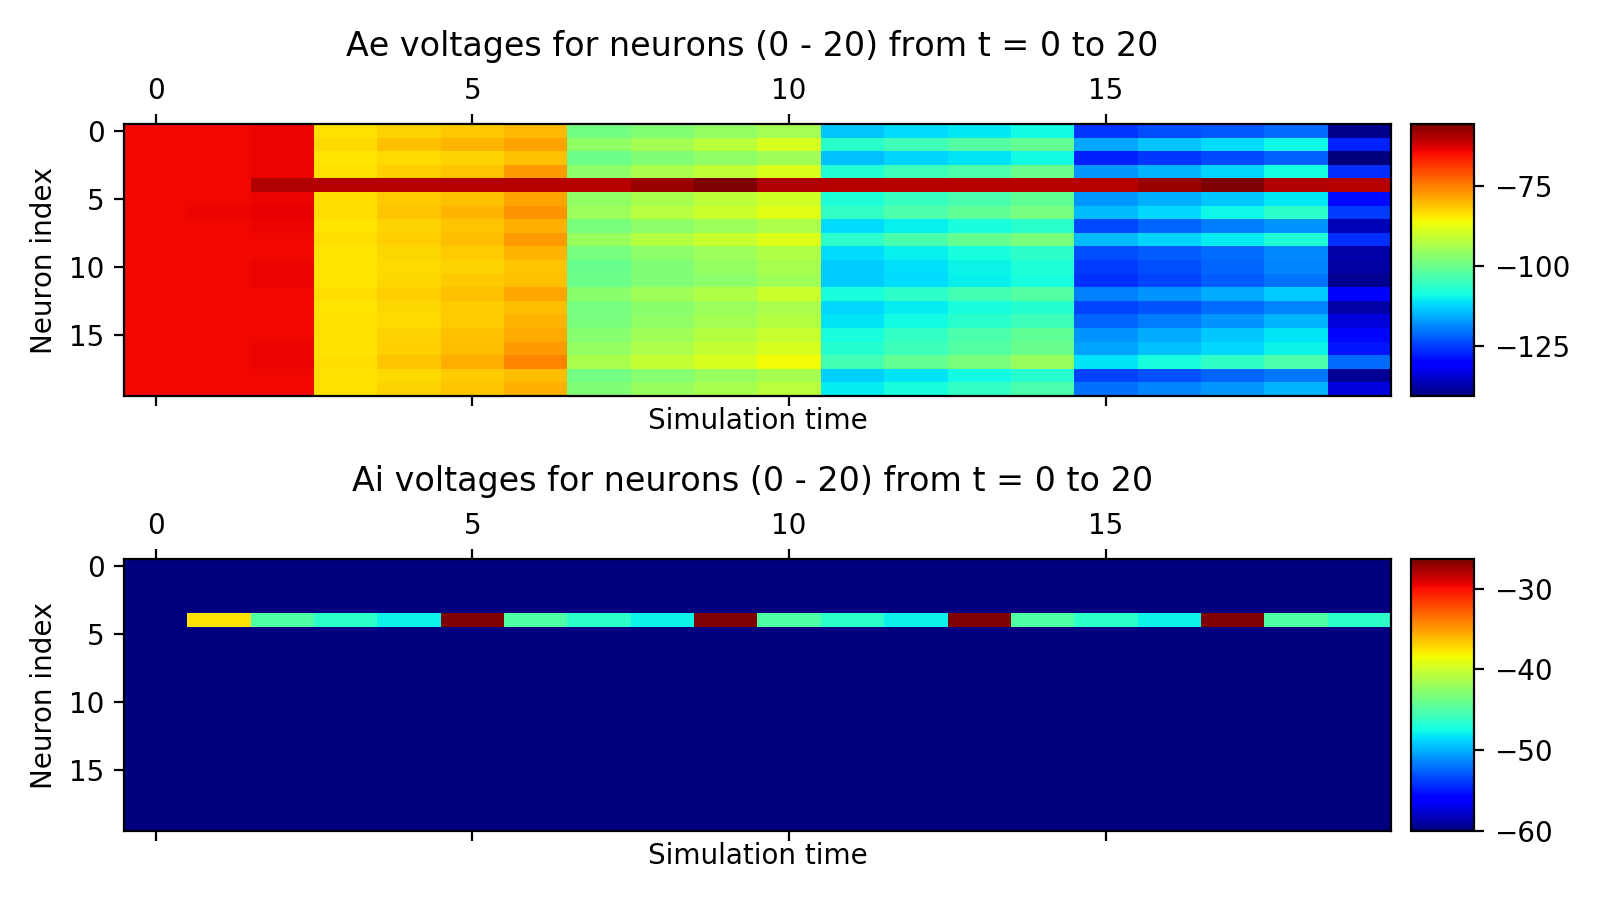 Ae voltages for neurons (0 - 20) from t = 0 to 20
0 5 10 15
Neuron index
0
5
10
15
−75
−100
−125
Simulation time
Ai voltages for neurons (0 - 20) from t = 0 to 20
0 5 10 15
Neuron index
0
5
10
15
−30
−40
−50
−60
Simulation time